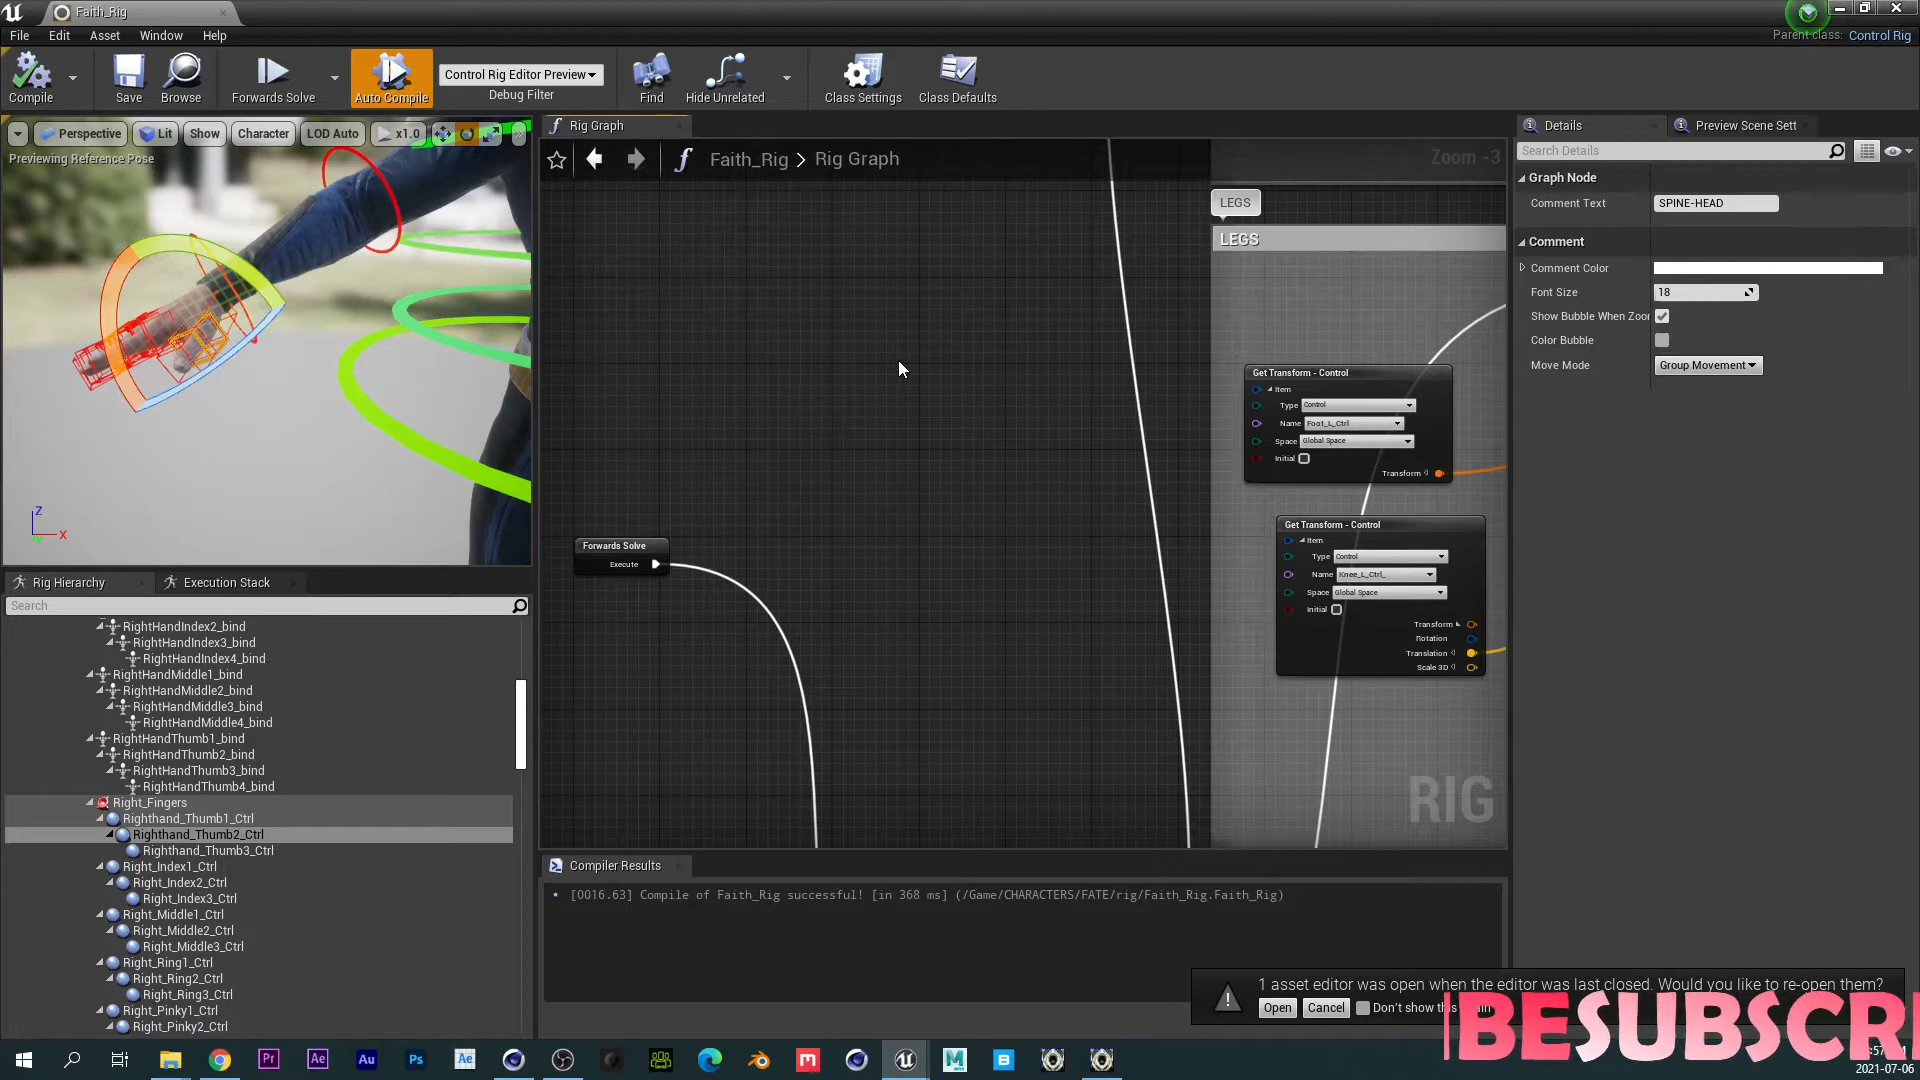 Faith_Rig
File Edit Asset Window Help
Parent class: Control Rig
Compile
Save
Browse
Forwards Solve
Auto Compile
Control Rig Editor Preview
Debug Filter
Find
Hide Unrelated
Class Settings
Class Defaults
Perspective Lit Show Character LOD Auto x1.0
Previewing Reference Pose
Z
X
Rig Graph
Faith_Rig > Rig Graph
Zoom -3
LEGS
LEGS
Get Transform - Control
Item
Type Control
Name Foot_L_Ctrl
Space Global Space
Initial
Transform
Get Transform - Control
Item
Type Control
Name Knee_L_Ctrl_
Space Global Space
Initial
Transform
Rotation
Translation
Scale 3D
Forwards Solve
Execute
RIG
Details
Preview Scene Sett
Search Details
Graph Node
Comment Text SPINE-HEAD
Comment
Comment Color
Font Size 18
Show Bubble When Zoor
Color Bubble
Move Mode Group Movement
Rig Hierarchy
Execution Stack
Search
RightHandIndex2_bind
RightHandIndex3_bind
RightHandIndex4_bind
RightHandMiddle1_bind
RightHandMiddle2_bind
RightHandMiddle3_bind
RightHandMiddle4_bind
RightHandThumb1_bind
RightHandThumb2_bind
RightHandThumb3_bind
RightHandThumb4_bind
Right_Fingers
Righthand_Thumb1_Ctrl
Righthand_Thumb2_Ctrl
Righthand_Thumb3_Ctrl
Right_Index1_Ctrl
Right_Index2_Ctrl
Right_Index3_Ctrl
Right_Middle1_Ctrl
Right_Middle2_Ctrl
Right_Middle3_Ctrl
Right_Ring1_Ctrl
Right_Ring2_Ctrl
Right_Ring3_Ctrl
Right_Pinky1_Ctrl
Right_Pinky2_Ctrl
Compiler Results
[0016.63] Compile of Faith_Rig successful! [in 368 ms] (/Game/CHARACTERS/FATE/rig/Faith_Rig.Faith_Rig)
1 asset editor was open when the editor was last closed. Would you like to re-open them?
Open Cancel Don't show this again
BESUBSCR
Pr Ae Au Ps Ae
2021-07-06